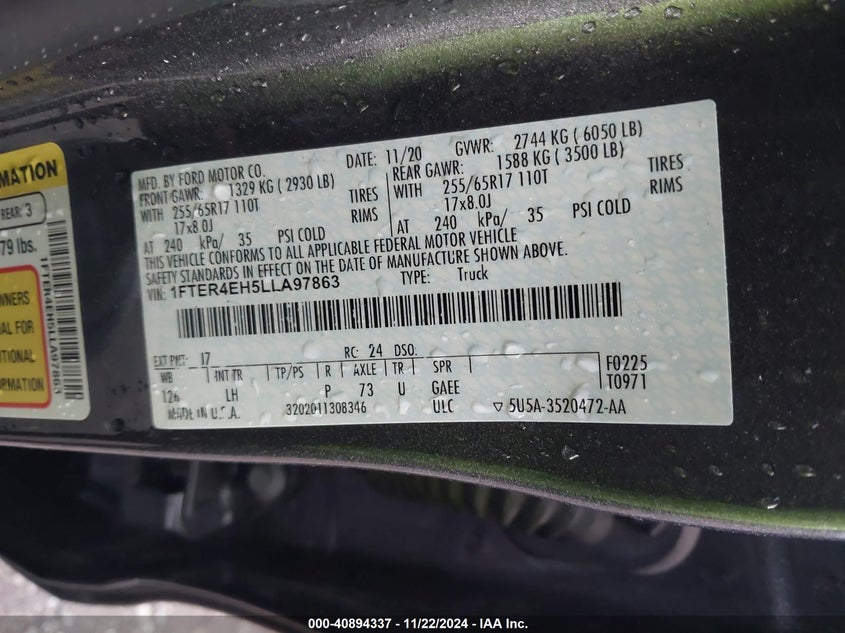 MATION
REAR: 3
79 lbs.
WNERS
AL FOR
ITIONAL
ORMATION
1FTER4EH5LLA97863
MFD. BY FORD MOTOR CO. DATE: 11/20 GVWR: 2744 KG ( 6050 LB)
FRONT GAWR: 1329 KG ( 2930 LB) REAR GAWR: 1588 KG ( 3500 LB)
WITH 255/65R17 110T TIRES WITH 255/65R17 110T TIRES
17x8.0J RIMS 17x8.0J RIMS
AT 240 kPa/ 35 PSI COLD AT 240 kPa/ 35 PSI COLD
THIS VEHICLE CONFORMS TO ALL APPLICABLE FEDERAL MOTOR VEHICLE
SAFETY STANDARDS IN EFFECT ON THE DATE OF MANUFACTURE SHOWN ABOVE.
VIN: 1FTER4EH5LLA97863 TYPE: Truck
EXT PNT: 17 RC: 24 DSO:
WB INT TR TP/PS R AXLE TR SPR F0225
126 LH P 73 U GAEE T0971
MADE IN U.S.A. 3202011308346 ULC ▽ 5U5A-3520472-AA
000-40894337 - 11/22/2024 - IAA Inc.